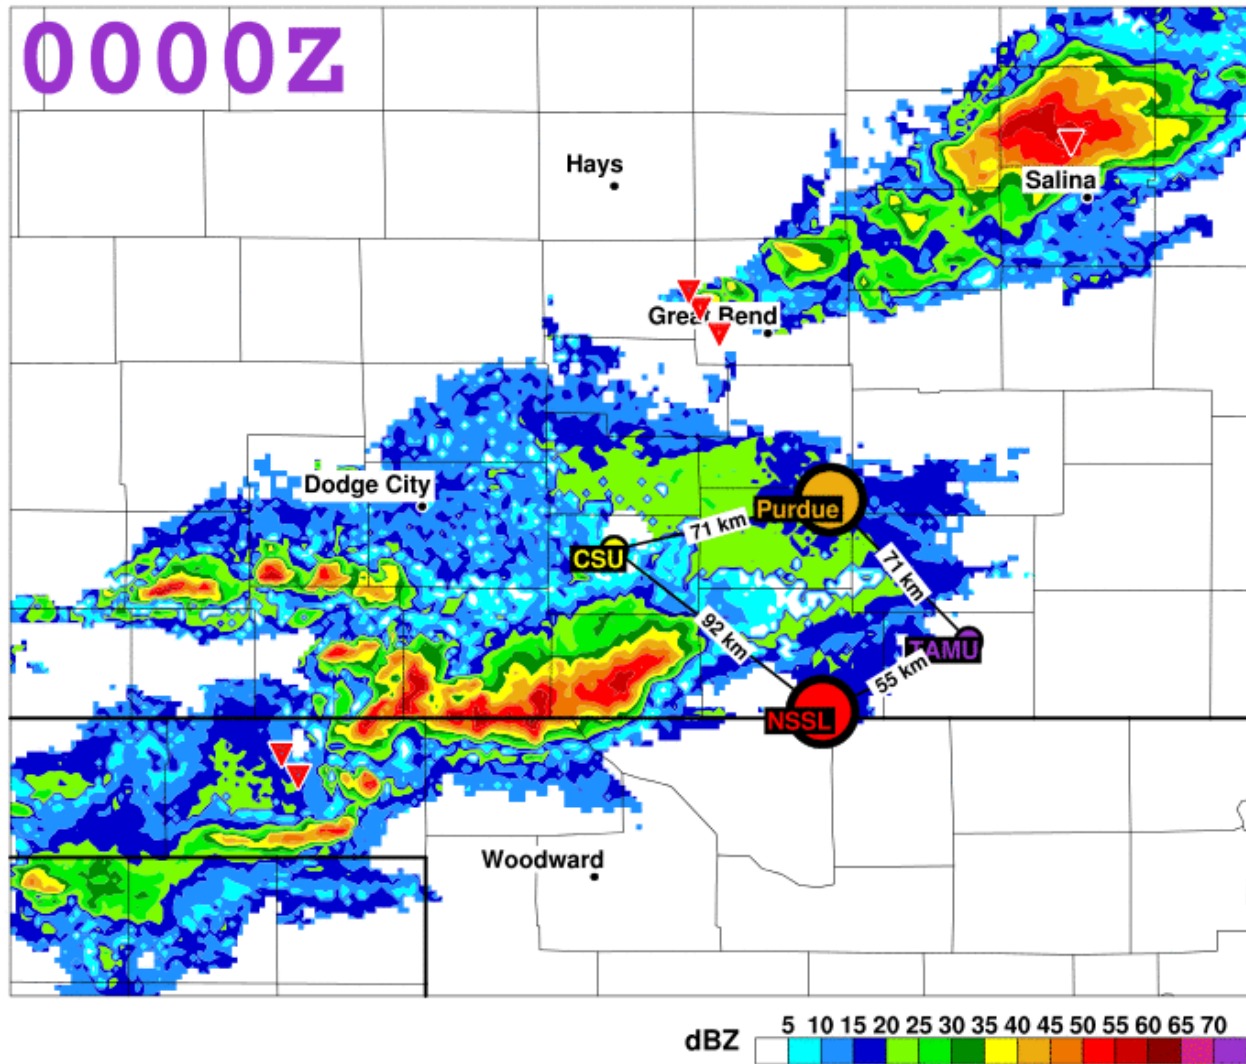 0000Z
Hays
Salina
Great Bend
Dodge City
Purdue
71 km
CSU
71 km
92 km
TAMU
55 km
NSSL
Woodward
dBZ 5 10 15 20 25 30 35 40 45 50 55 60 65 70